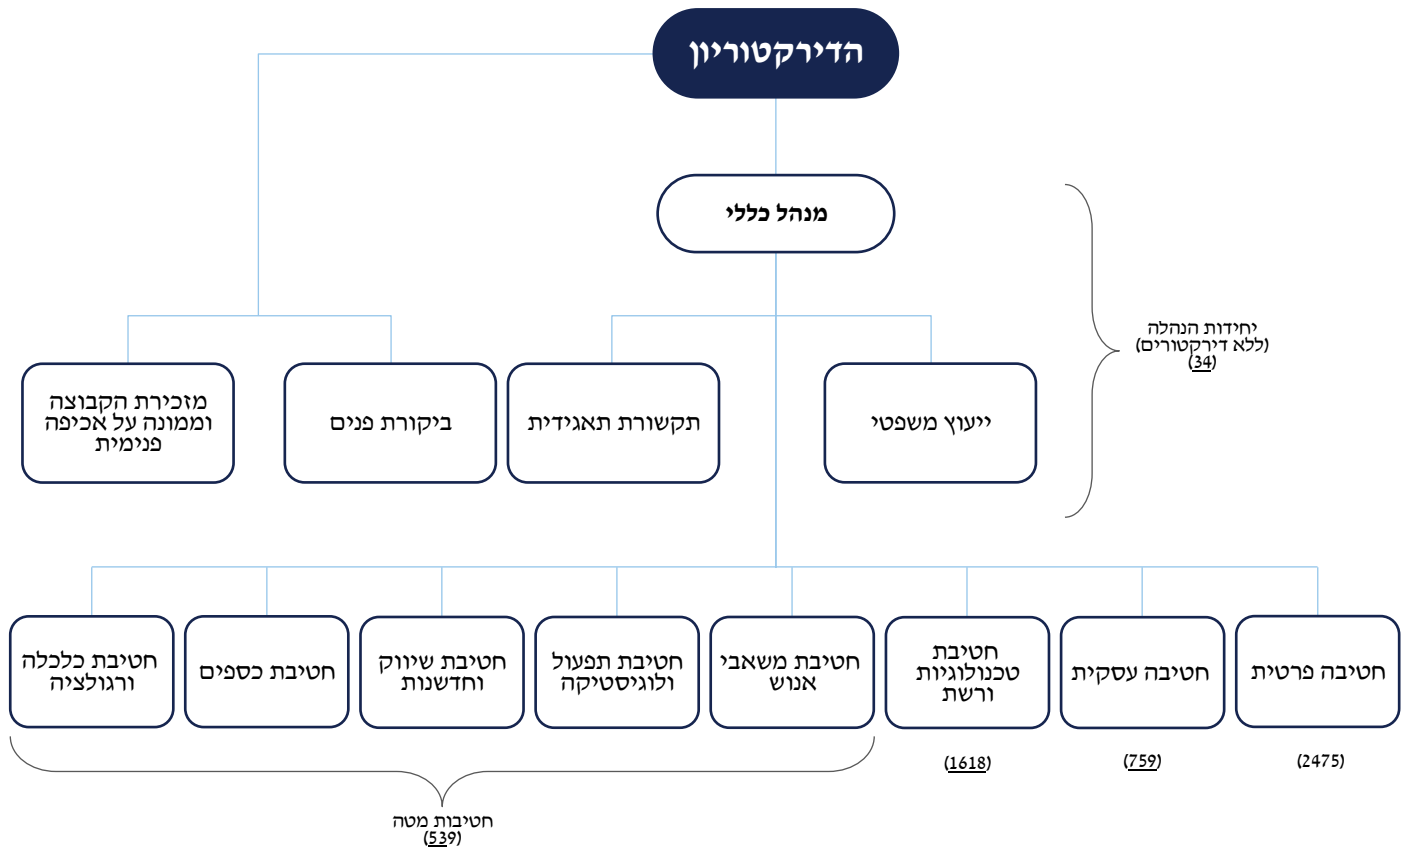 הדירקטוריון
מנהל כללי
יחידות הנהלה
(ללא דירקטורים)
(34)
ייעוץ משפטי
תקשורת תאגידית
ביקורת פנים
מזכירת הקבוצה
וממונה על אכיפה
פנימית
חטיבה פרטית
(2475)
חטיבה עסקית
(759)
חטיבת
טכנולוגיות
ורשת
(1618)
חטיבת משאבי
אנוש
חטיבת תפעול
ולוגיסטיקה
חטיבת שיווק
וחדשנות
חטיבת כספים
חטיבת כלכלה
ורגולציה
חטיבות מטה
(539)